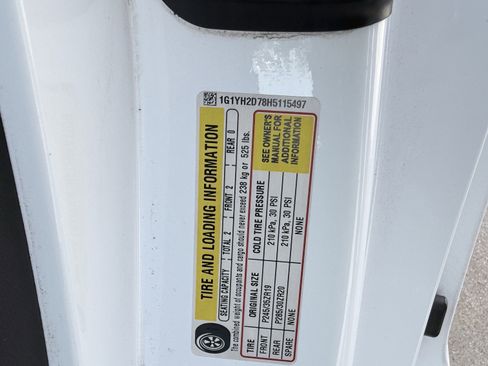 1G1YH2D78H5115497
TIRE AND LOADING INFORMATION
SEATING CAPACITY TOTAL 2 FRONT 2 REAR 0
The combined weight of occupants and cargo should never exceed 238 kg or 525 lbs.
TIRE ORIGINAL SIZE COLD TIRE PRESSURE
FRONT P245/35ZR19 210 kPa, 30 PSI
REAR P285/30ZR20 210 kPa, 30 PSI
SPARE NONE NONE
SEE OWNER'S
MANUAL FOR
ADDITIONAL
INFORMATION